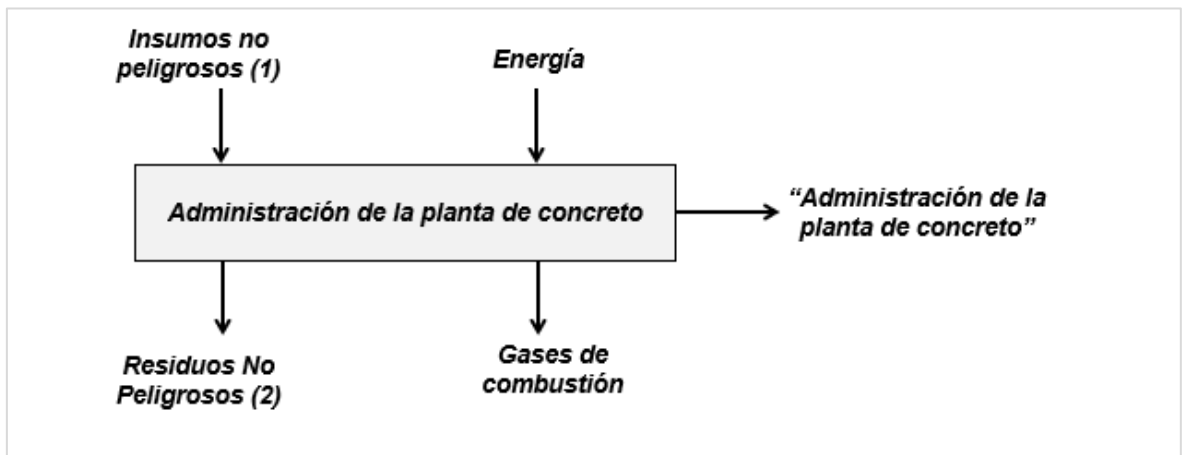 Insumos no
peligrosos (1)
Energía
Administración de la planta de concreto
“Administración de la
planta de concreto”
Residuos No
Peligrosos (2)
Gases de
combustión